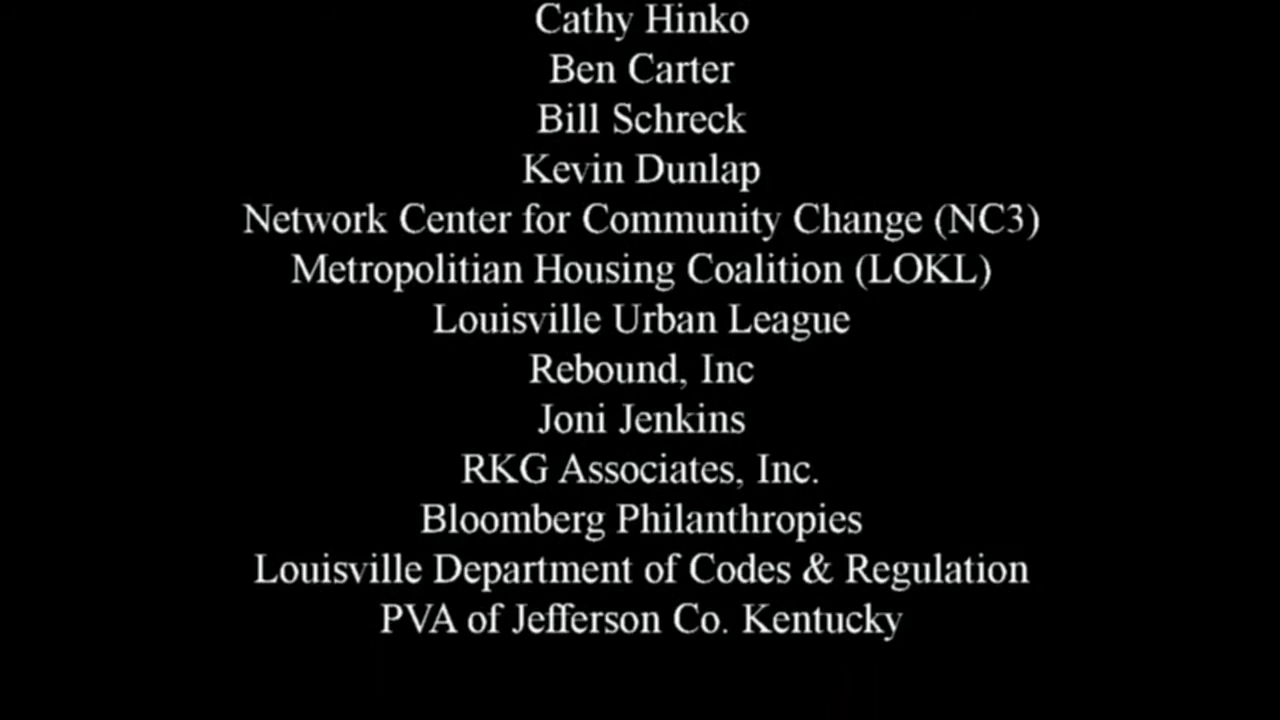 Cathy Hinko
Ben Carter
Bill Schreck
Kevin Dunlap
Network Center for Community Change (NC3)
Metropolitian Housing Coalition (LOKL)
Louisville Urban League
Rebound, Inc
Joni Jenkins
RKG Associates, Inc.
Bloomberg Philanthropies
Louisville Department of Codes & Regulation
PVA of Jefferson Co. Kentucky